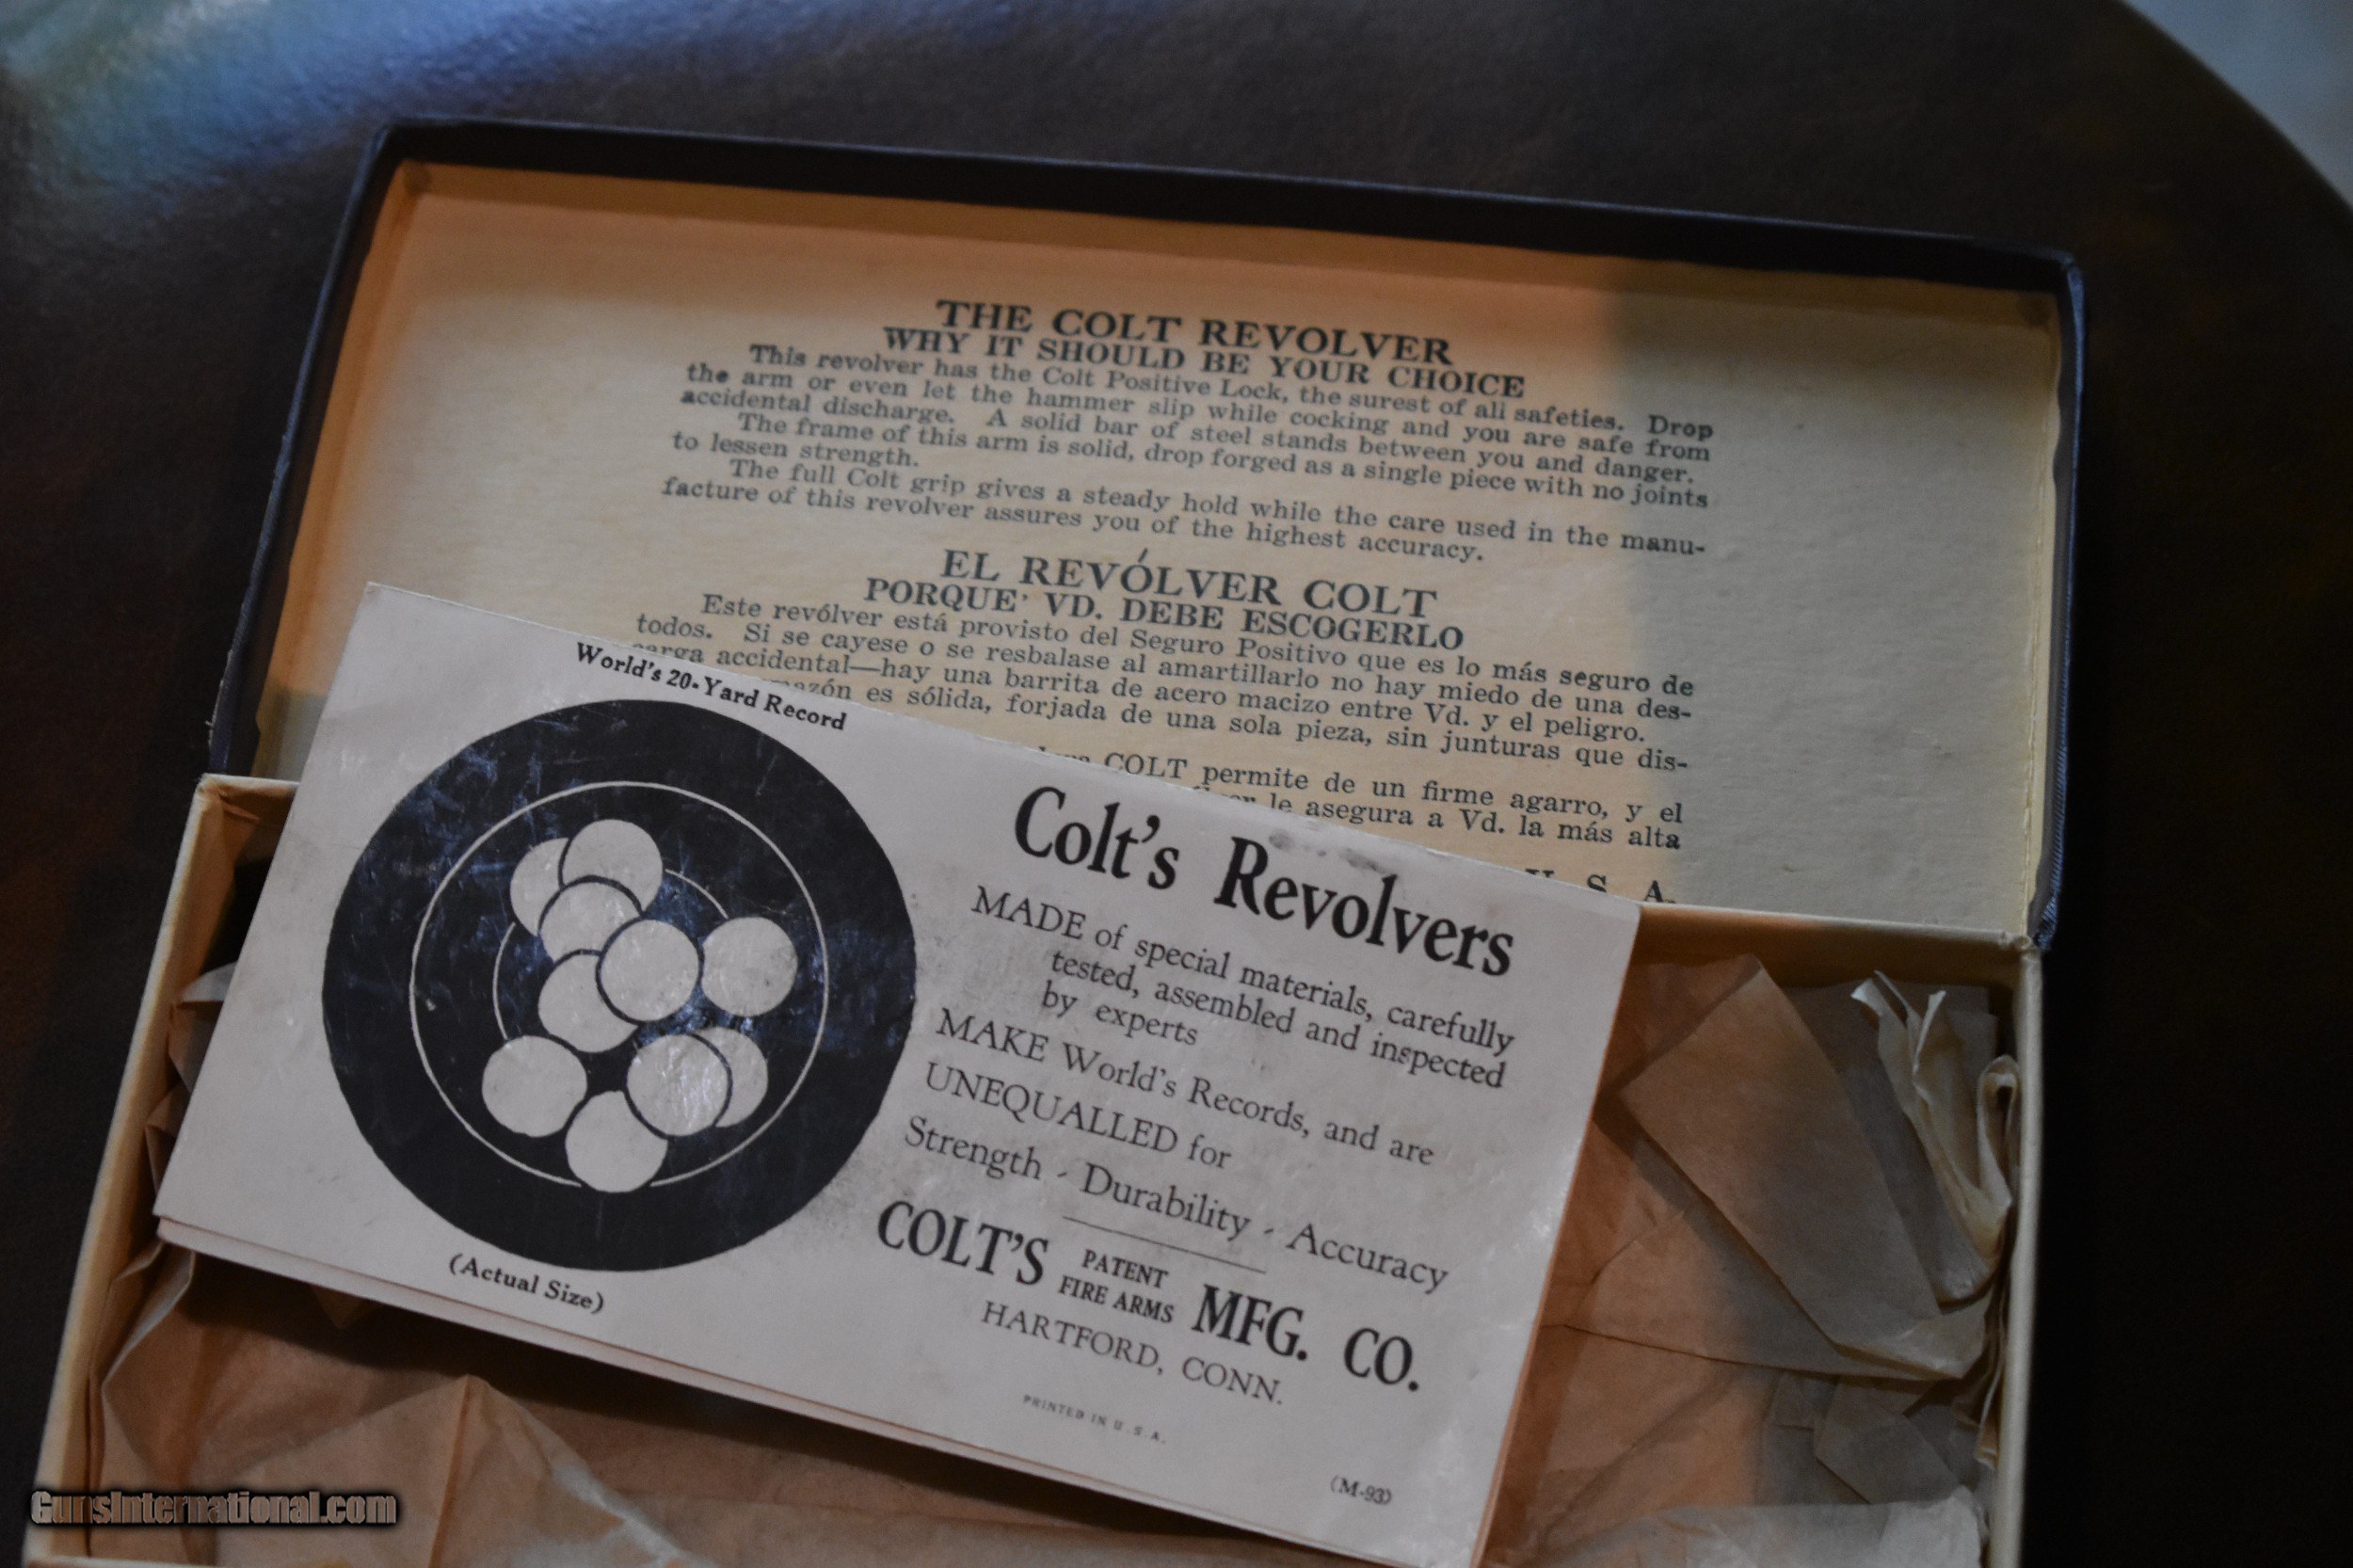 THE COLT REVOLVER
WHY IT SHOULD BE YOUR CHOICE
This revolver has the Colt Positive Lock, the surest of all safeties. Drop
the arm or even let the hammer slip while cocking and you are safe from
accidental discharge. A solid bar of steel stands between you and danger.
The frame of this arm is solid, drop forged as a single piece with no joints
to lessen strength.
The full Colt grip gives a steady hold while the care used in the manu-
facture of this revolver assures you of the highest accuracy.
EL REVÓLVER COLT
PORQUE' VD. DEBE ESCOGERLO
Este revólver está provisto del Seguro Positivo que es lo más seguro de
todos. Si se cayese o se resbalase al amartillarlo no hay miedo de una des-
carga accidental—hay una barrita de acero macizo entre Vd. y el peligro.
es sólida, forjada de una sola pieza, sin junturas que dis-
COLT permite de un firme agarro, y el
le asegura a Vd. la más alta
U. S. A.
World's 20-Yard Record
(Actual Size)
Colt's Revolvers
MADE of special materials, carefully
tested, assembled and inspected
by experts
MAKE World's Records, and are
UNEQUALLED for
Strength - Durability - Accuracy
COLT'S PATENT FIRE ARMS MFG. CO.
HARTFORD, CONN.
PRINTED IN U.S.A.
(M-93)
GunsInternational.com